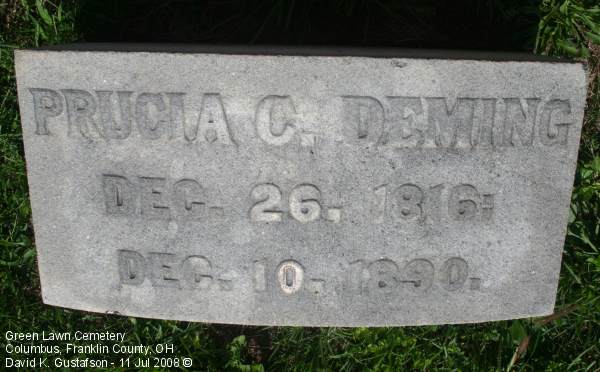 PRUCIA C. DEMING
DEC. 26. 1816:
DEC. 10. 1890.
Green Lawn Cemetery
Columbus, Franklin County, OH
David K. Gustafson - 11 Jul 2008 ©